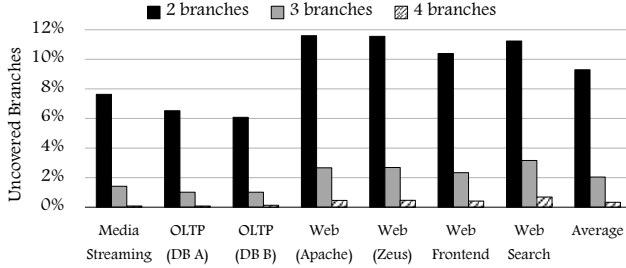 2 branches 3 branches 4 branches
Uncovered Branches
12%
10%
8%
6%
4%
2%
0%
Media Streaming
OLTP (DB A)
OLTP (DB B)
Web (Apache)
Web (Zeus)
Web Frontend
Web Search
Average